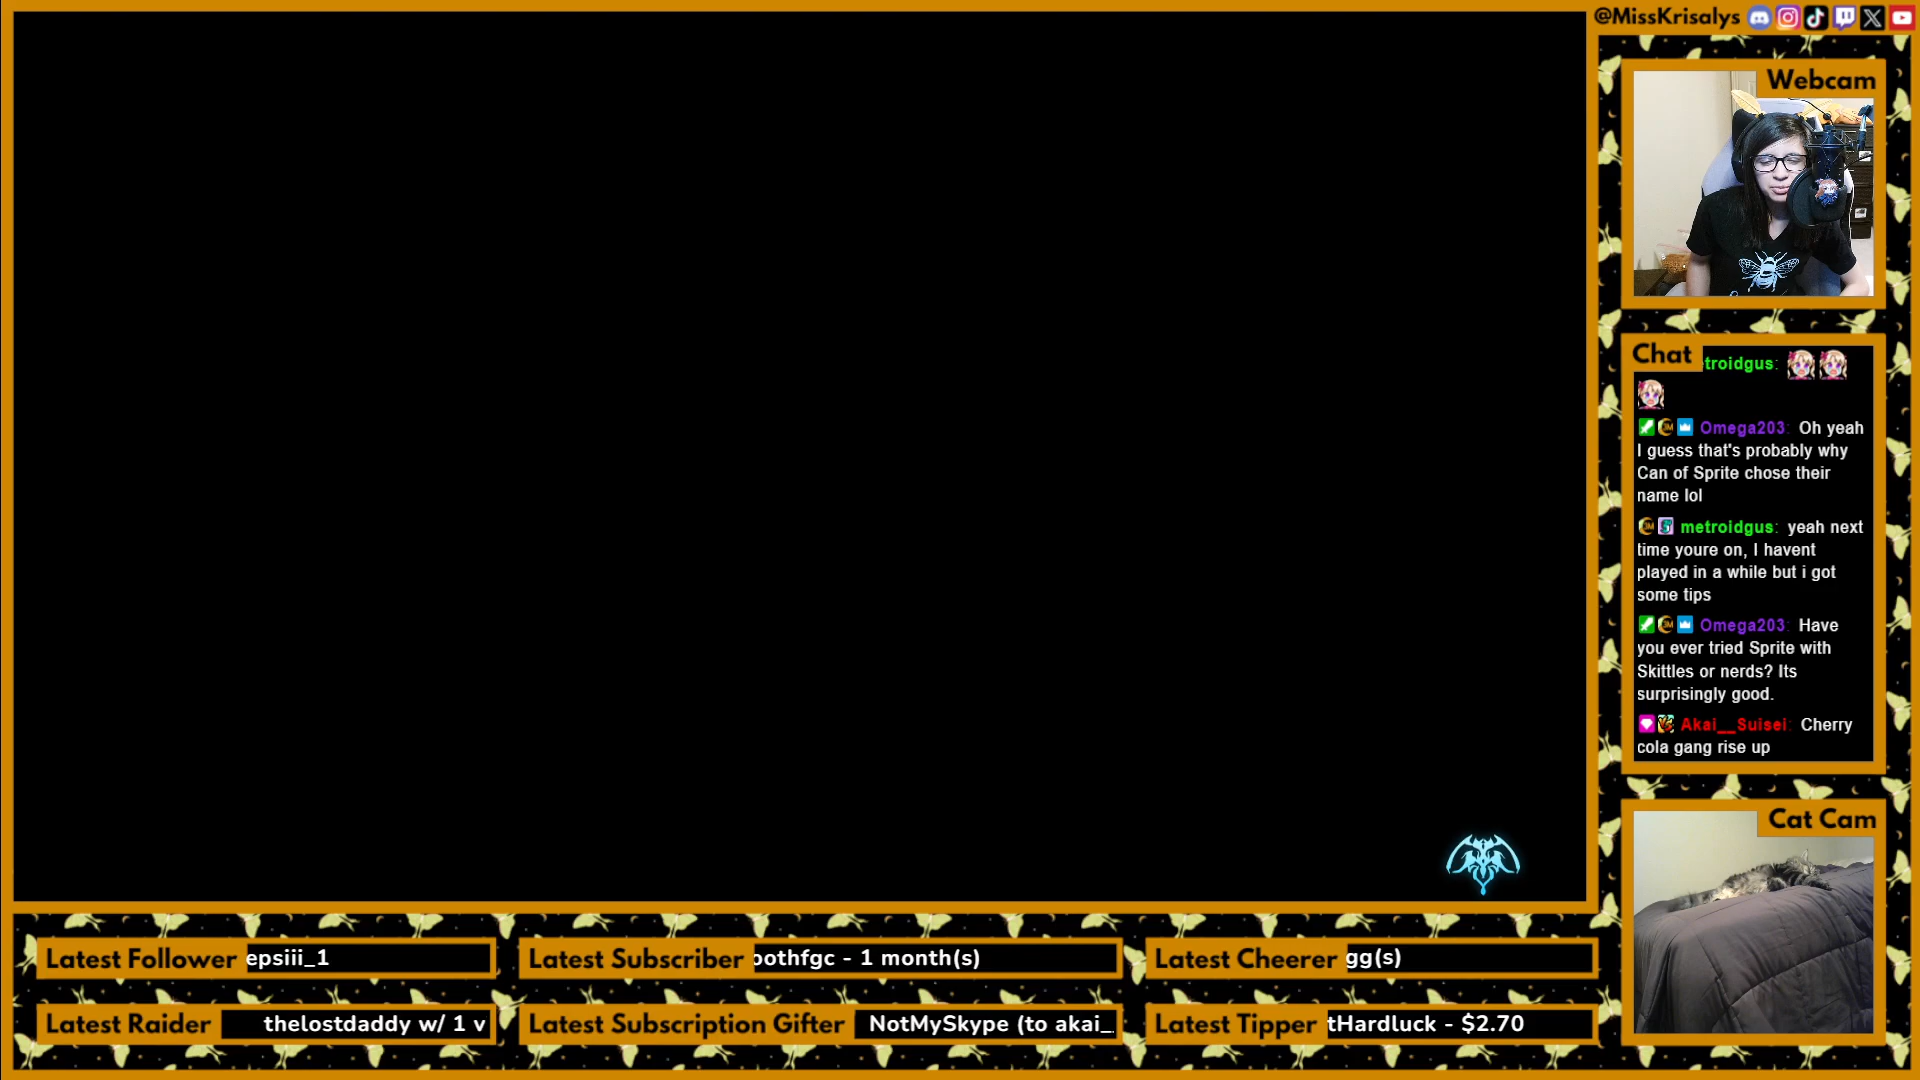 @MissKrisalys
Webcam
Chat
troidgus:
Omega203: Oh yeah
I guess that's probably why
Can of Sprite chose their
name lol
metroidgus: yeah next
time youre on, I havent
played in a while but i got
some tips
Omega203: Have
you ever tried Sprite with
Skittles or nerds? Its
surprisingly good.
Akai__Suisei: Cherry
cola gang rise up
Cat Cam
Latest Follower epsiii_1
Latest Subscriber oothfgc - 1 month(s)
Latest Cheerer gg(s)
Latest Raider thelostdaddy w/ 1 v
Latest Subscription Gifter NotMySkype (to akai_
Latest Tipper tHardluck - $2.70